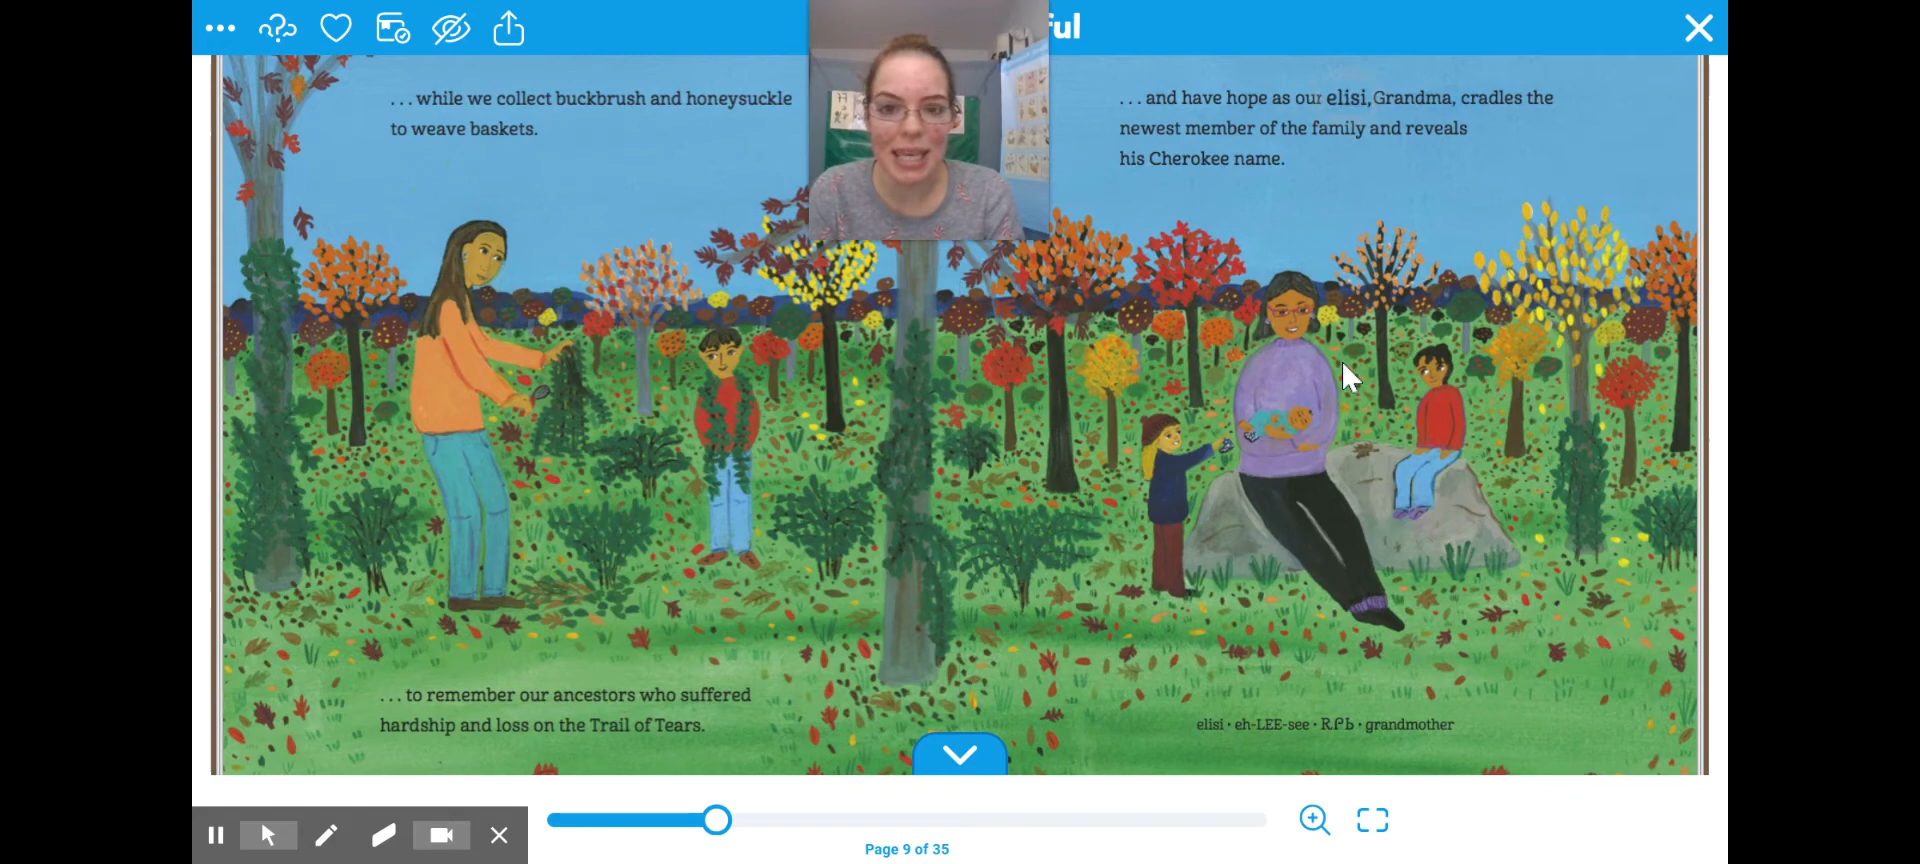 ful
. . . while we collect buckbrush and honeysuckle
to weave baskets.
. . . and have hope as our elisi, Grandma, cradles the
newest member of the family and reveals
his Cherokee name.
. . . to remember our ancestors who suffered
hardship and loss on the Trail of Tears.
elisi · eh-LEE-see · ᎡᎵᏏ · grandmother
Page 9 of 35